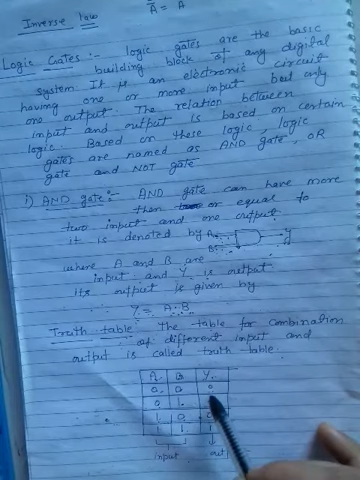 Ā̄ = A
Inverse law
Logic Gates :- logic gates are the basic
building block of any digital
system. It is an electronic circuit
having one or more input but only
one output. The relation between
input and output is based on certain
logic. Based on these logic, logic
gates are named as AND gate, OR
gate and NOT gate
i) AND gate :- AND gate can have more
then or equal to
two input and one output
it is denoted by A B Y
where A and B are
input and Y is output
Its output is given by
Y = A.B
Truth table. The table for combination
of different input and
output is called truth table.
A B Y
0 0 0
0 1
1 0
1 1
input out